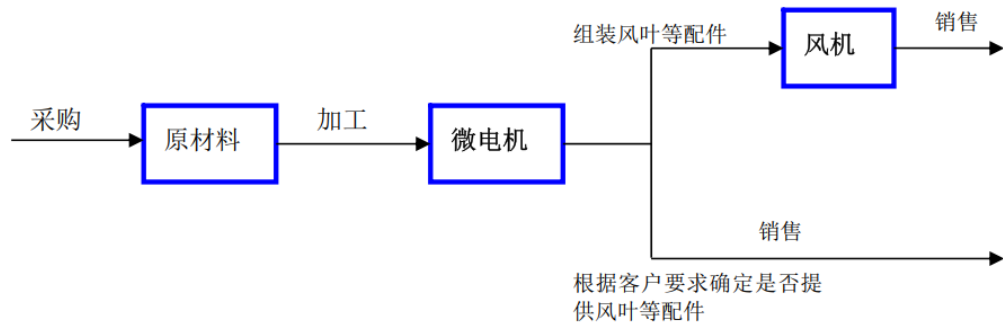 组装风叶等配件
风机
销售
采购
原材料
加工
微电机
销售
根据客户要求确定是否提
供风叶等配件